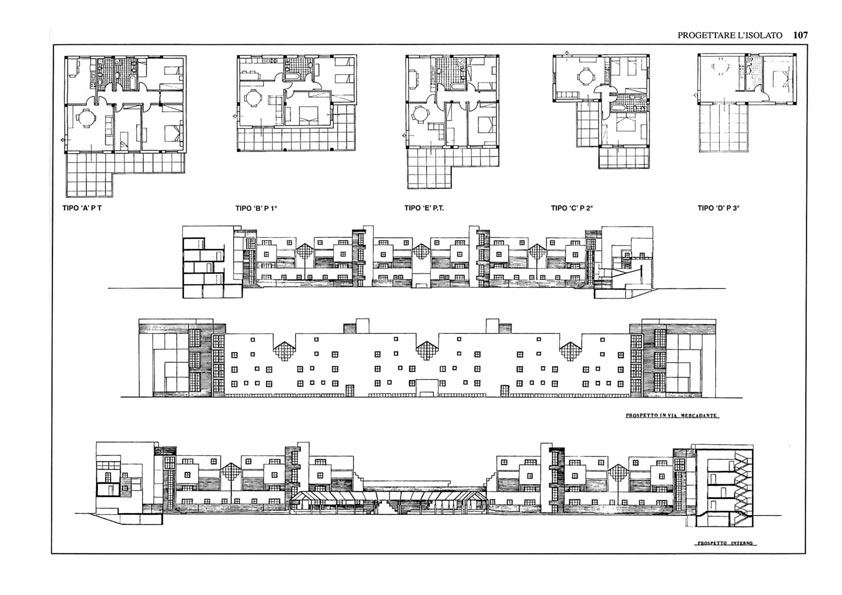 PROGETTARE L'ISOLATO 107
TIPO 'A' P T
TIPO 'B' P 1°
TIPO 'E' P.T.
TIPO 'C' P 2°
TIPO 'D' P 3°
PROSPETTO IN VIA MERCADANTE
PROSPETTO INTERNO